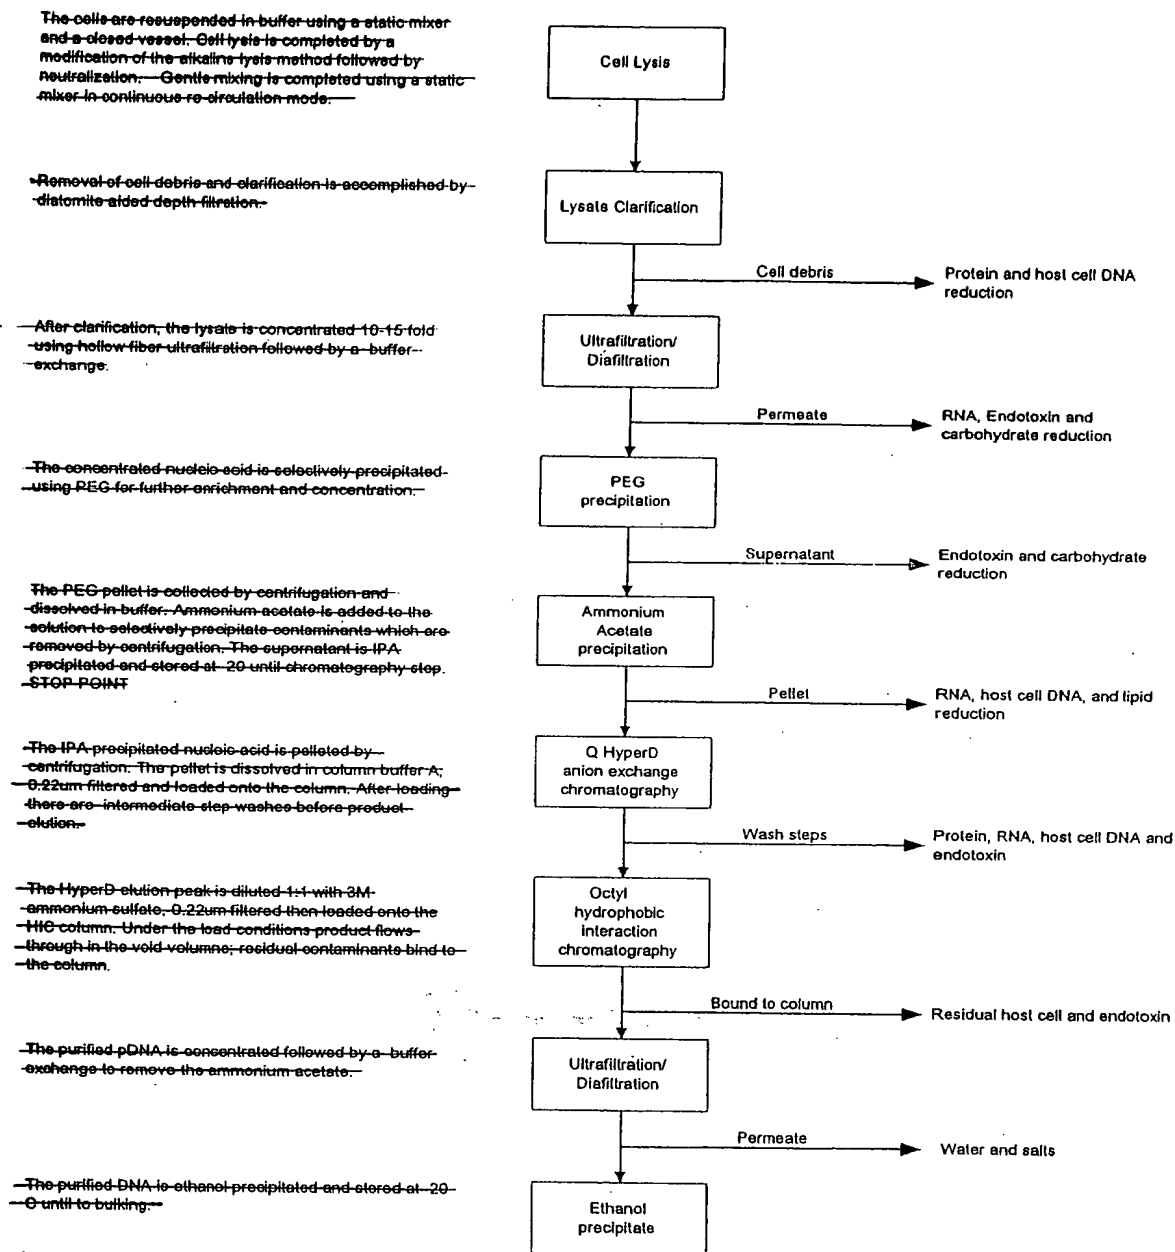 The cells are resuspended in buffer using a static mixer
and a closed vessel. Cell lysis is completed by a
modification of the alkaline lysis method followed by
neutralization. Gentle mixing is completed using a static
mixer in continuous re-circulation mode.
Cell Lysis
Removal of cell debris and clarification is accomplished by
diatomite aided depth filtration.
Lysate Clarification
Cell debris
Protein and host cell DNA
reduction
After clarification, the lysate is concentrated 10-15 fold
using hollow fiber ultrafiltration followed by a buffer
exchange.
Ultrafiltration/
Diafiltration
Permeate
RNA, Endotoxin and
carbohydrate reduction
The concentrated nucleic acid is selectively precipitated
using PEG for further enrichment and concentration.
PEG
precipitation
Supernatant
Endotoxin and carbohydrate
reduction
The PEG pellet is collected by centrifugation and
dissolved in buffer. Ammonium acetate is added to the
solution to selectively precipitate contaminants which are
removed by centrifugation. The supernatant is IPA
precipitated and stored at -20 until chromatography step.
STOP POINT
Ammonium
Acetate
precipitation
Pellet
RNA, host cell DNA, and lipid
reduction
The IPA precipitated nucleic acid is pelleted by
centrifugation. The pellet is dissolved in column buffer A,
0.22um filtered and loaded onto the column. After loading
there are intermediate step washes before product
elution.
Q HyperD
anion exchange
chromatography
Wash steps
Protein, RNA, host cell DNA and
endotoxin
The HyperD elution peak is diluted 1:1 with 3M
ammonium sulfate, 0.22um filtered then loaded onto the
HIC column. Under the load conditions product flows
through in the void volumne; residual contaminants bind to
the column.
Octyl
hydrophobic
interaction
chromatography
Bound to column
Residual host cell and endotoxin
The purified pDNA is concentrated followed by a buffer
exchange to remove the ammonium acetate.
Ultrafiltration/
Diafiltration
Permeate
Water and salts
The purified DNA is ethanol precipitated and stored at -20
C until to bulking.
Ethanol
precipitate